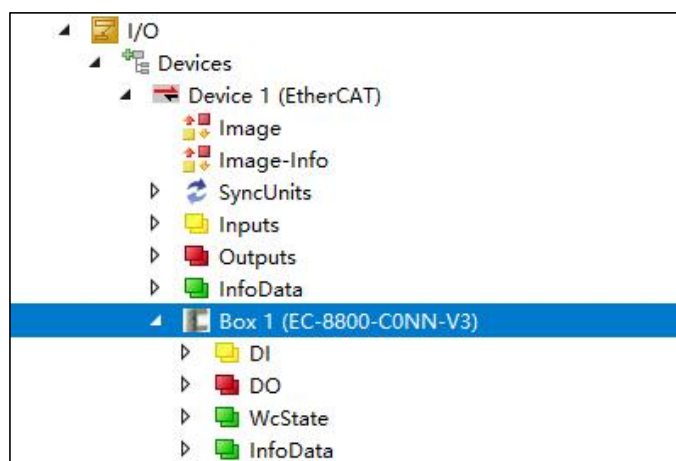 I/O
Devices
Device 1 (EtherCAT)
Image
Image-Info
SyncUnits
Inputs
Outputs
InfoData
Box 1 (EC-8800-C0NN-V3)
DI
DO
WcState
InfoData